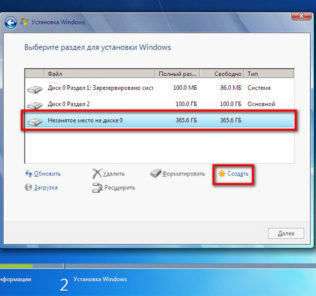 Установка Windows
Выберите раздел для установки Windows
Файл Полный раз... Свободно Тип
Диск 0 Раздел 1: Зарезервировано сист 100.0 МБ 86.0 МБ Система
Диск 0 Раздел 2 100.0 ГБ 100.0 ГБ Основной
Незанятое место на диске 0 365.6 ГБ 365.6 ГБ
Обновить Удалить Форматировать Создать
Загрузка Расширить
Далее
нформации 2 Установка Windows